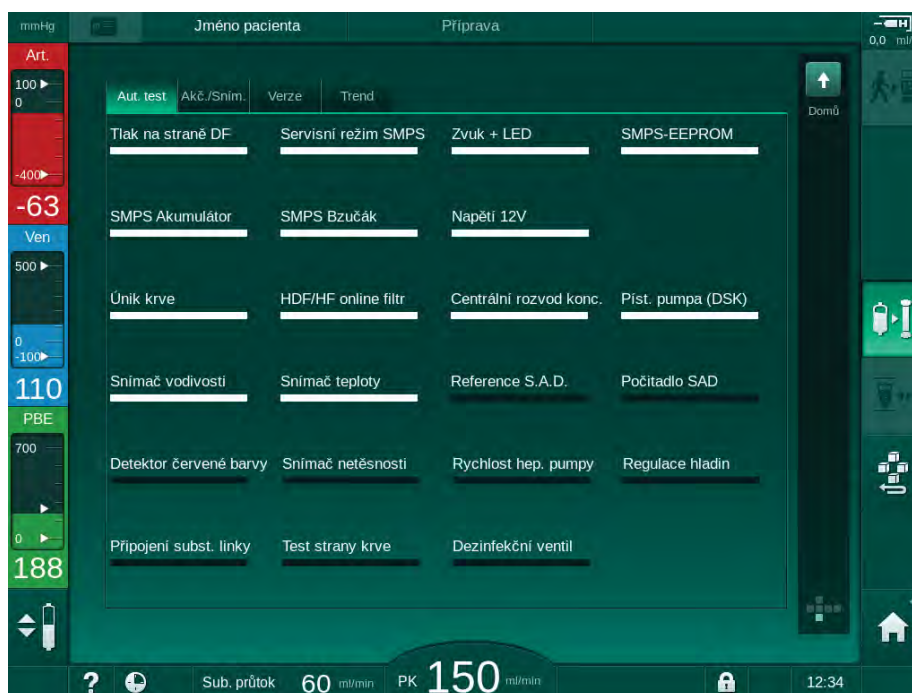 mmHg
Jméno pacienta
Příprava
0,0 ml/
Art.
100
0
-400
-63
Ven
500
0
-100
110
PBE
700
0
188
Domů
Aut. test Akč./Sním. Verze Trend
Tlak na straně DF Servisní režim SMPS Zvuk + LED SMPS-EEPROM
SMPS Akumulátor SMPS Bzučák Napětí 12V
Únik krve HDF/HF online filtr Centrální rozvod konc. Píst. pumpa (DSK)
Snímač vodivosti Snímač teploty Reference S.A.D. Počitadlo SAD
Detektor červené barvy Snímač netěsnosti Rychlost hep. pumpy Regulace hladin
Připojení subst. linky Test strany krve Dezinfekční ventil
? Sub. průtok 60 ml/min PK 150 ml/min 12:34